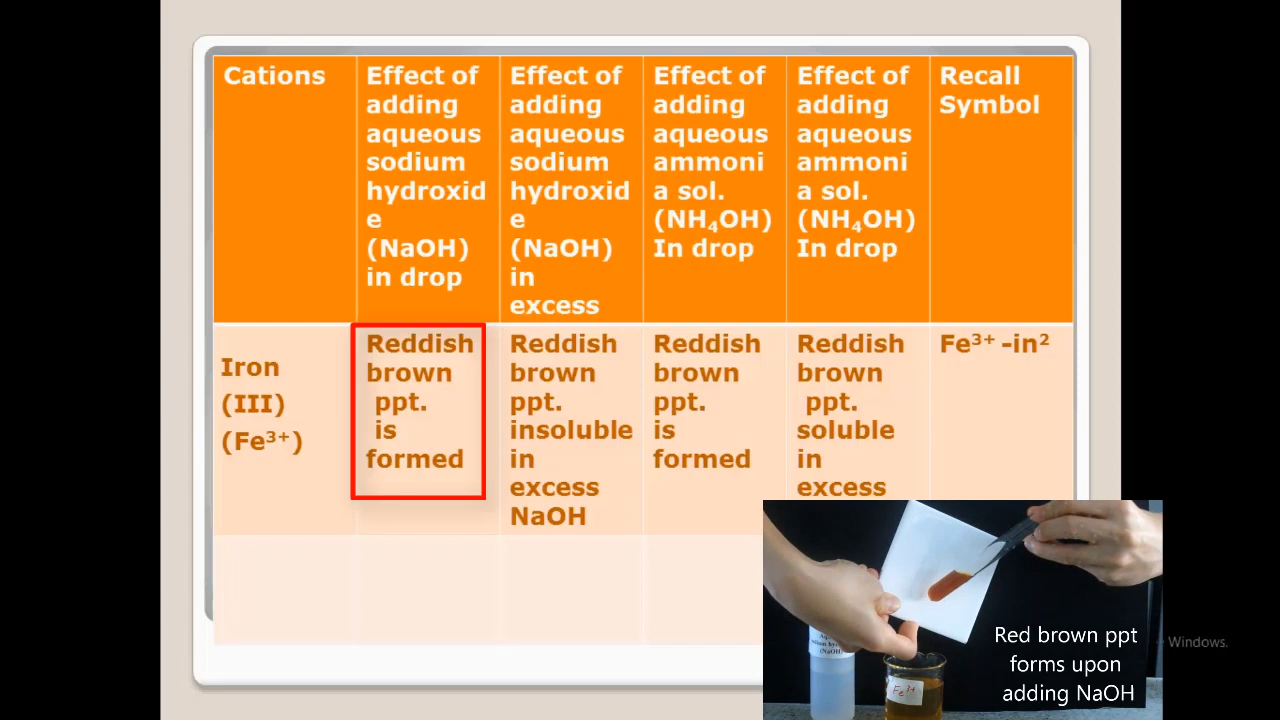 Cations
Effect of
adding
aqueous
sodium
hydroxid
e
(NaOH)
in drop
Effect of
adding
aqueous
sodium
hydroxid
e
(NaOH)
in
excess
Effect of
adding
aqueous
ammoni
a sol.
(NH₄OH)
In drop
Effect of
adding
aqueous
ammoni
a sol.
(NH₄OH)
In drop
Recall
Symbol
Iron
(III)
(Fe³⁺)
Reddish
brown
ppt.
is
formed
Reddish
brown
ppt.
insoluble
in
excess
NaOH
Reddish
brown
ppt.
is
formed
Reddish
brown
ppt.
soluble
in
excess
Fe³⁺ -in²
(NaOH)
Fe³⁺
Red brown ppt
forms upon
adding NaOH
Windows.